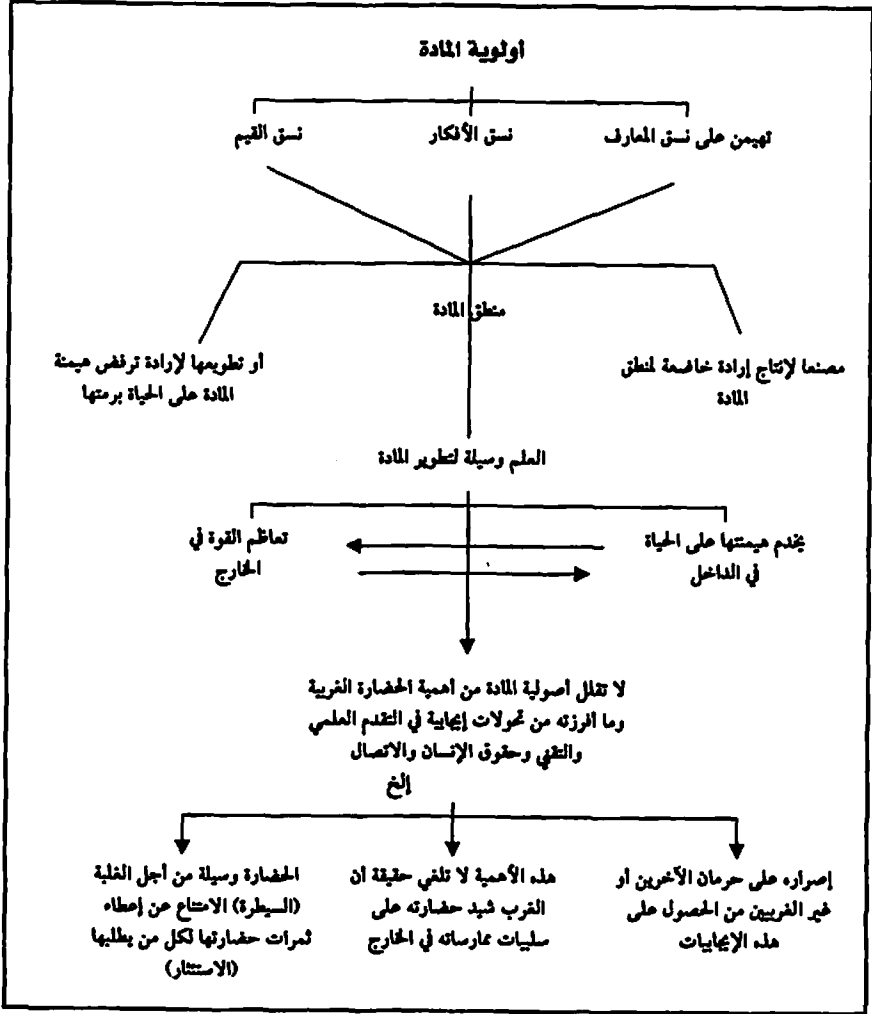 أولوية المادة
تهيمن على نسق المعارف
نسق الأفكار
نسق القيم
منطق المادة
مصنعا لإنتاج إرادة خاضعة لمنطق
المادة
أو تطويعها لإرادة ترفض هيمنة
المادة على الحياة برمتها
العلم وسيلة لتطوير المادة
يخدم هيمنتها على الحياة
في الداخل
تعاظم القوة في
الخارج
لا تقلل أصولية المادة من أهمية الحضارة الغربية
وما أفرزته من تحولات إيجابية في التقدم العلمي
والتقني وحقوق الإنسان والاتصال
إلخ
إصراره على حرمان الآخرين أو
غير الغربيين من الحصول على
هذه الإيجابيات
هذه الأهمية لا تلغي حقيقة أن
الغرب شيد حضارته على
سلبيات ممارساته في الخارج
الحضارة وسيلة من أجل الغلبة
(السيطرة) الامتناع عن إعطاء
ثمرات حضارتها لكل من يطلبها
(الاستئثار)